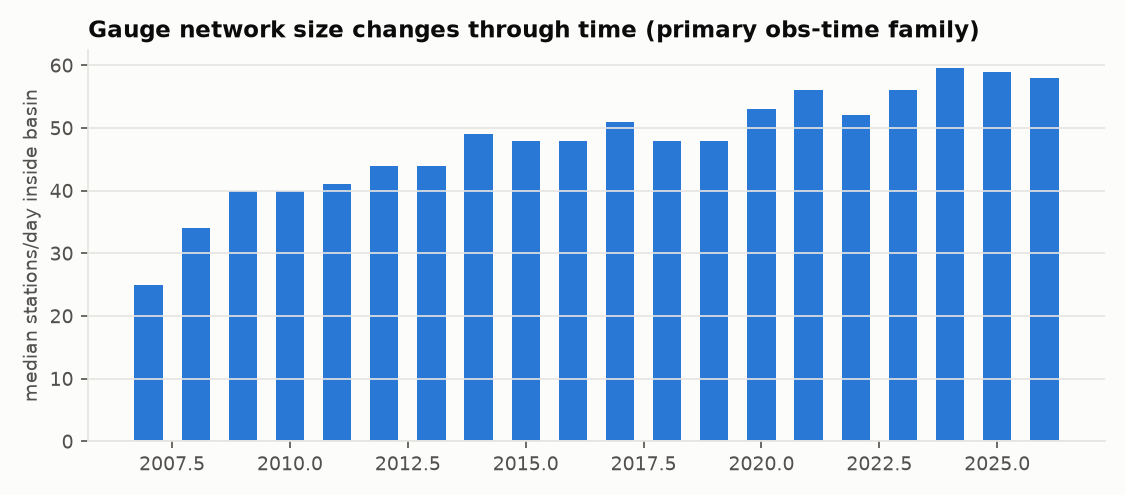 Gauge network size changes through time (primary obs-time family)
median stations/day inside basin
60
50
40
30
20
10
0
2007.5 2010.0 2012.5 2015.0 2017.5 2020.0 2022.5 2025.0